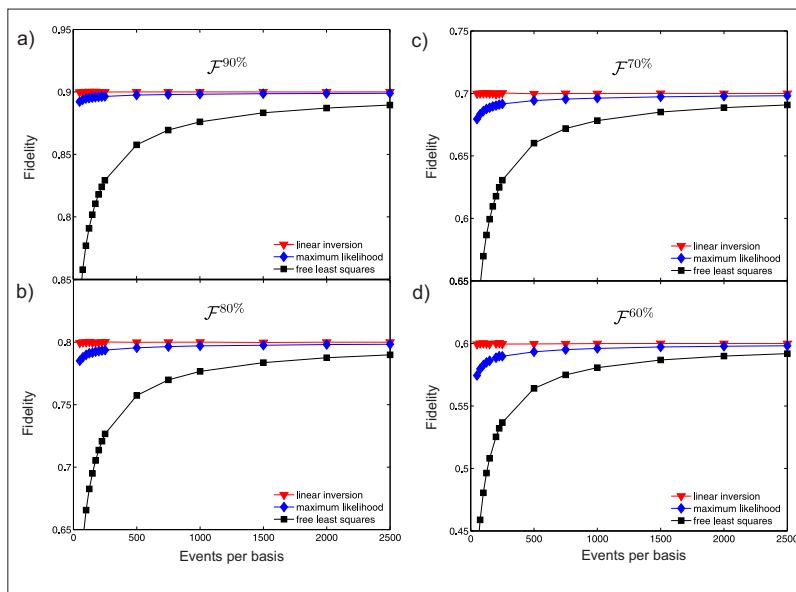 a)
0.95
0.9
0.85
0.8
0.85
Fidelity
𝓕^90%
linear inversion
maximum likelihood
free least squares
b)
0.8
0.75
0.7
0.65
Fidelity
𝓕^80%
linear inversion
maximum likelihood
free least squares
0 500 1000 1500 2000 2500
Events per basis
c)
0.75
0.7
0.65
0.6
0.65
Fidelity
𝓕^70%
linear inversion
maximum likelihood
free least squares
d)
0.6
0.55
0.5
0.45
Fidelity
𝓕^60%
linear inversion
maximum likelihood
free least squares
0 500 1000 1500 2000 2500
Events per basis